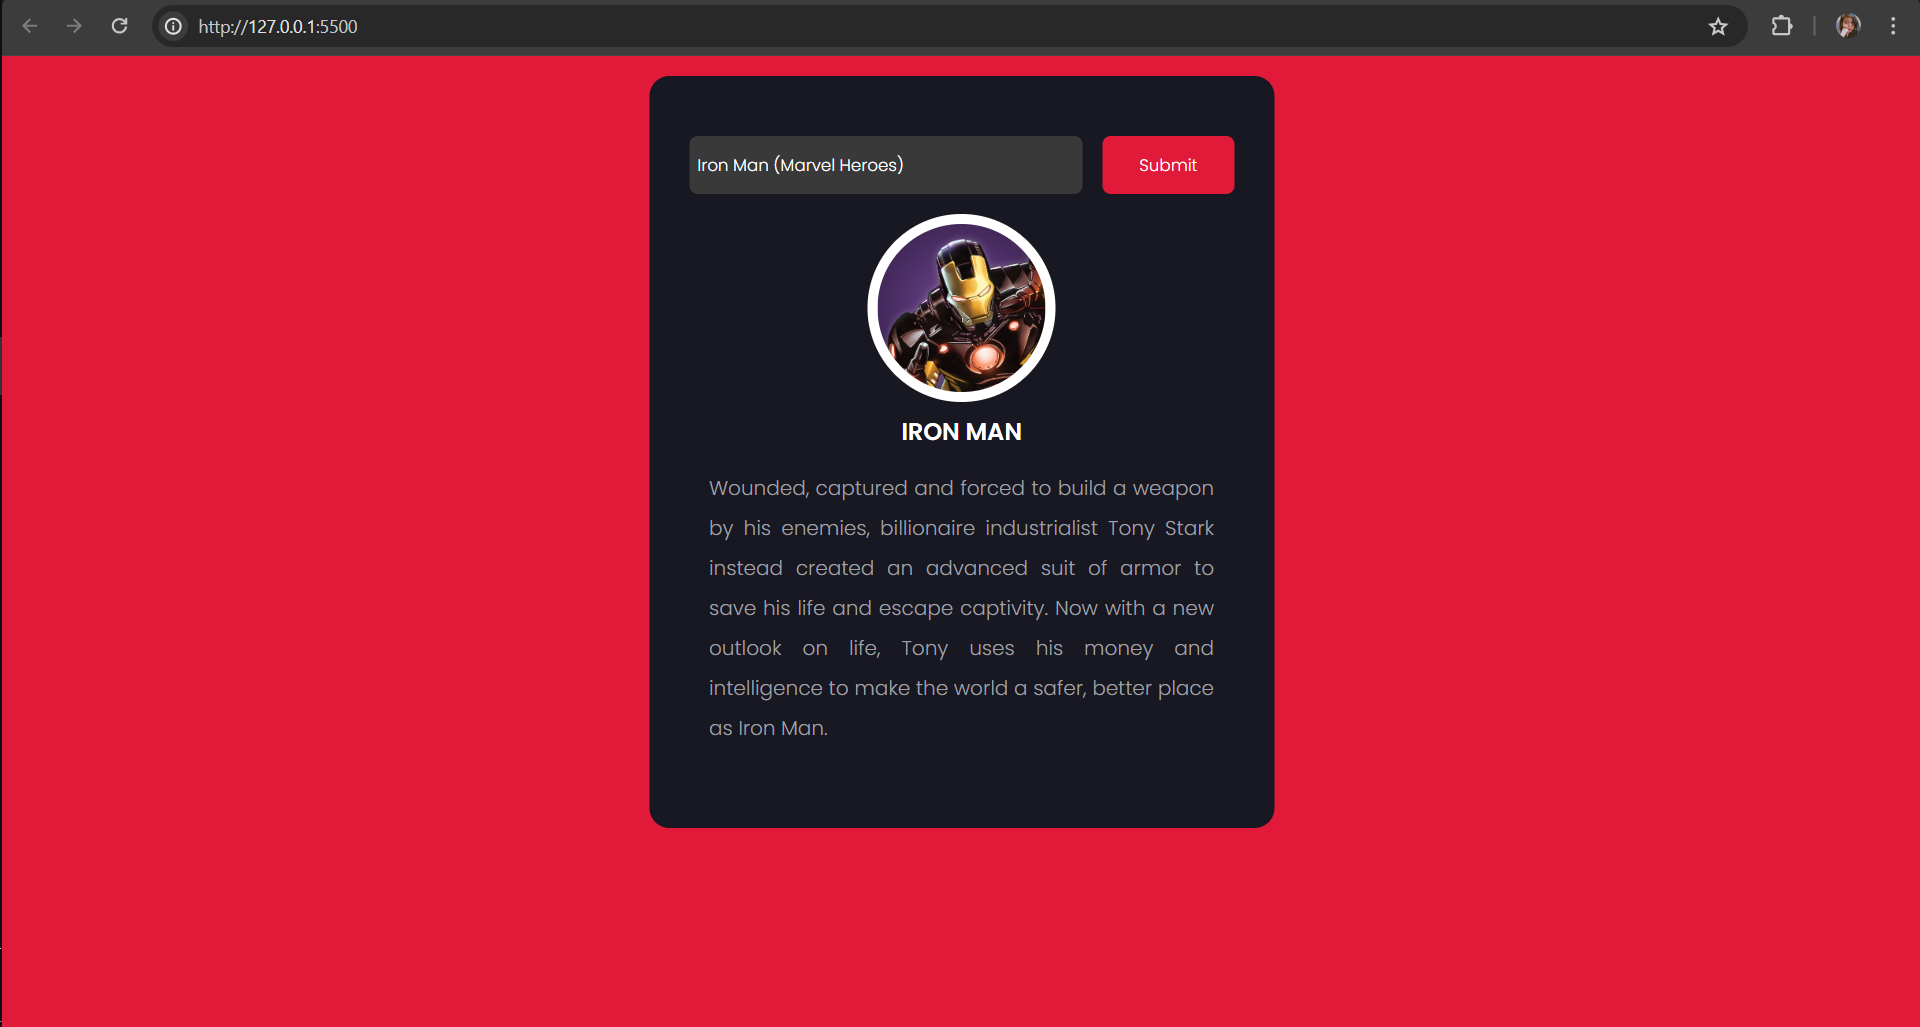 http://127.0.0.1:5500
Iron Man (Marvel Heroes)
Submit
IRON MAN
Wounded, captured and forced to build a weapon
by his enemies, billionaire industrialist Tony Stark
instead created an advanced suit of armor to
save his life and escape captivity. Now with a new
outlook on life, Tony uses his money and
intelligence to make the world a safer, better place
as Iron Man.